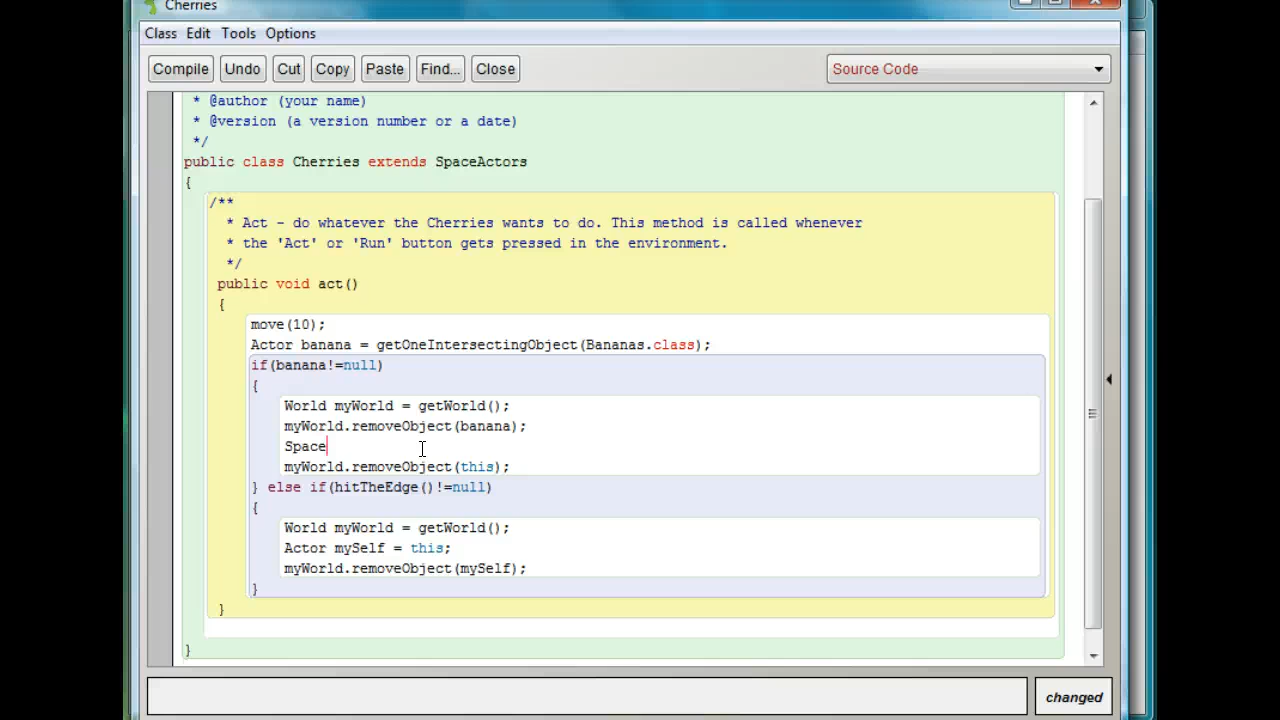 Cherries
Class Edit Tools Options
Compile Undo Cut Copy Paste Find... Close Source Code
* @author (your name)
* @version (a version number or a date)
*/
public class Cherries extends SpaceActors
{
/**
* Act - do whatever the Cherries wants to do. This method is called whenever
* the 'Act' or 'Run' button gets pressed in the environment.
*/
public void act()
{
move(10);
Actor banana = getOneIntersectingObject(Bananas.class);
if(banana!=null)
{
World myWorld = getWorld();
myWorld.removeObject(banana);
Space
myWorld.removeObject(this);
} else if(hitTheEdge()!=null)
{
World myWorld = getWorld();
Actor mySelf = this;
myWorld.removeObject(mySelf);
}
}
}
changed